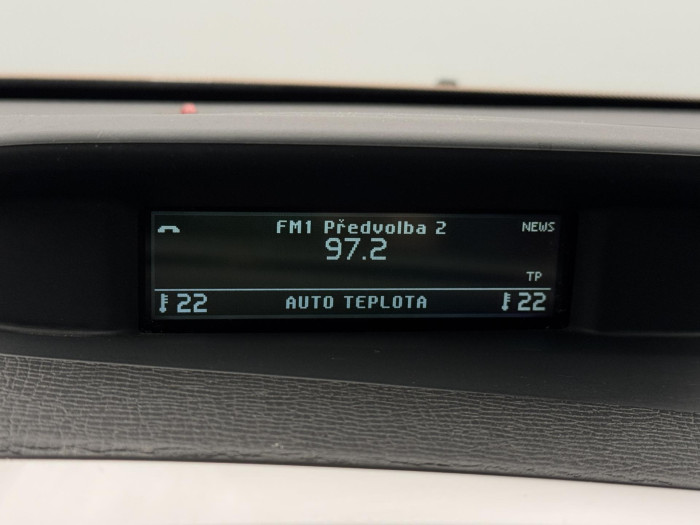 FM1 Předvolba 2 NEWS
97.2
TP
22 AUTO TEPLOTA 22